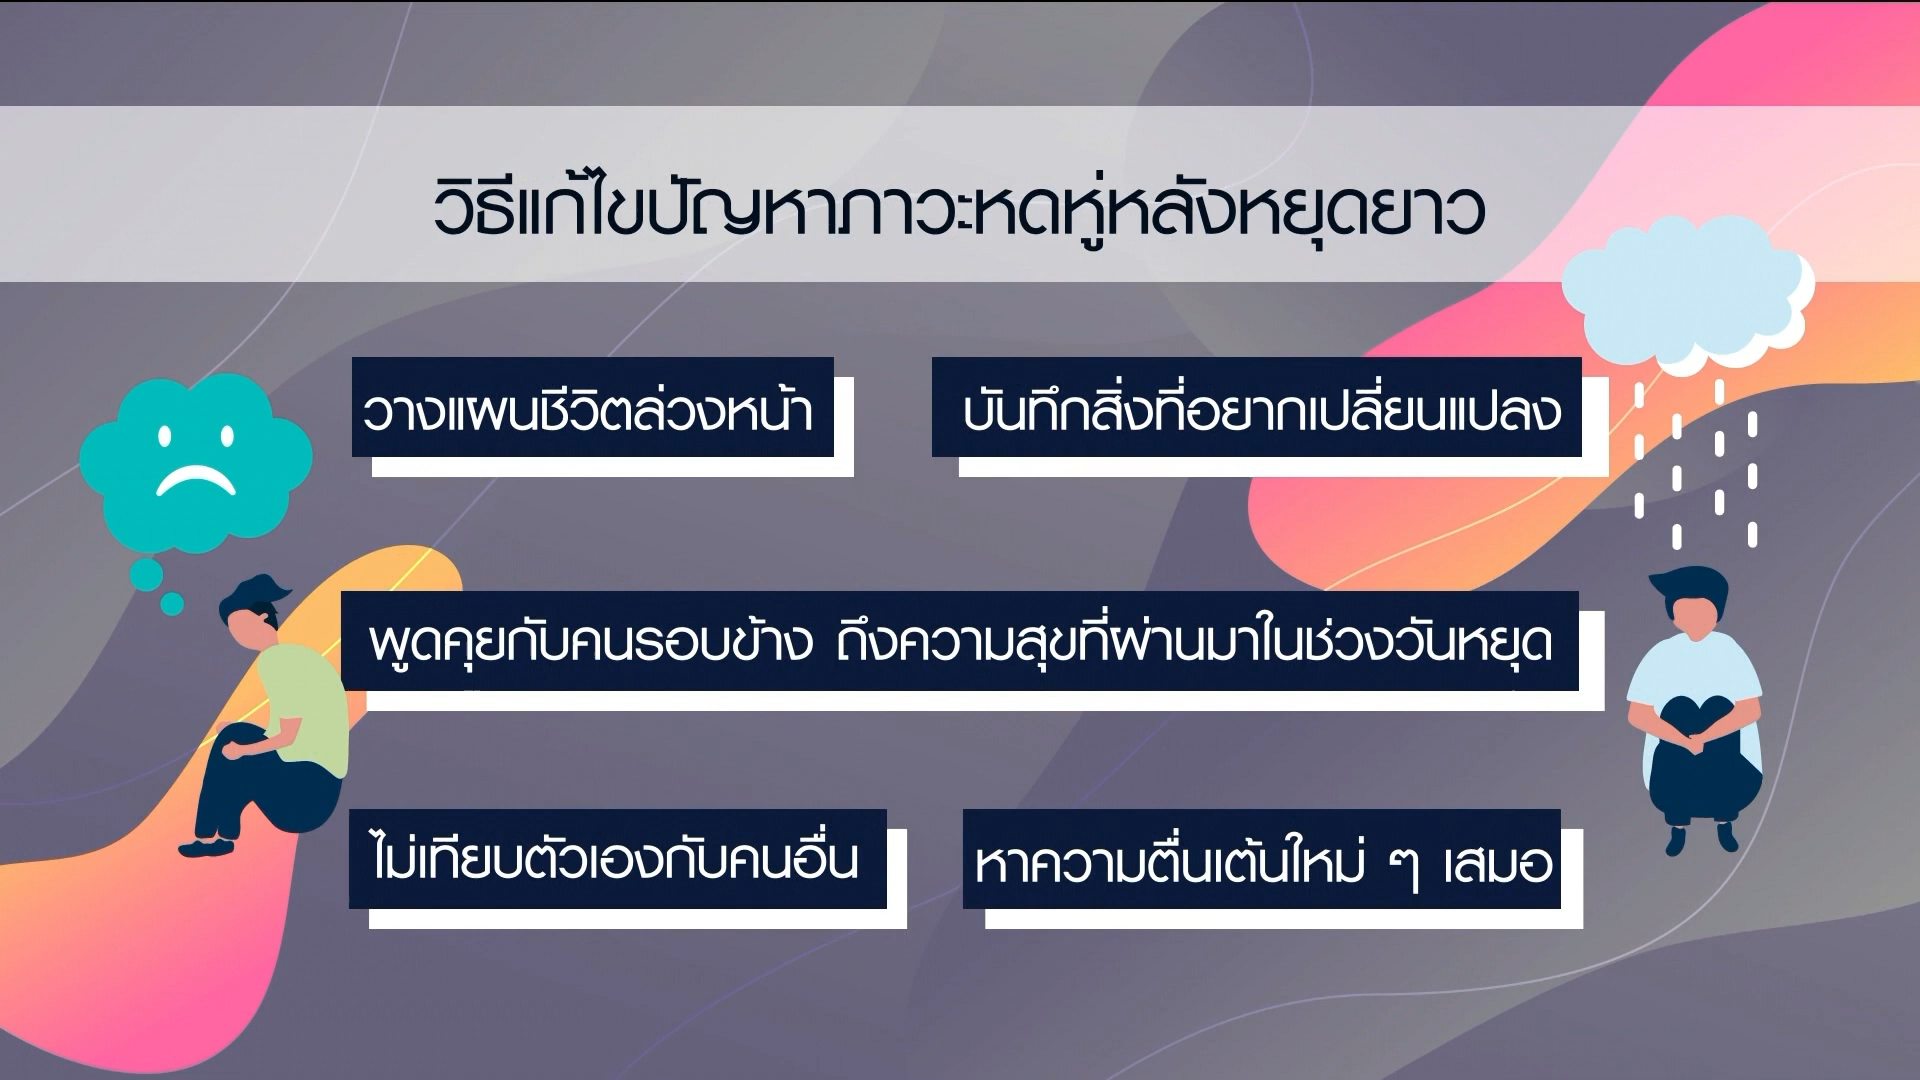 วิธีแก้ไขปัญหาภาวะหดหู่หลังหยุดยาว
วางแผนชีวิตล่วงหน้า
บันทึกสิ่งที่อยากเปลี่ยนแปลง
พูดคุยกับคนรอบข้าง ถึงความสุขที่ผ่านมาในช่วงวันหยุด
ไม่เทียบตัวเองกับคนอื่น
หาความตื่นเต้นใหม่ ๆ เสมอ